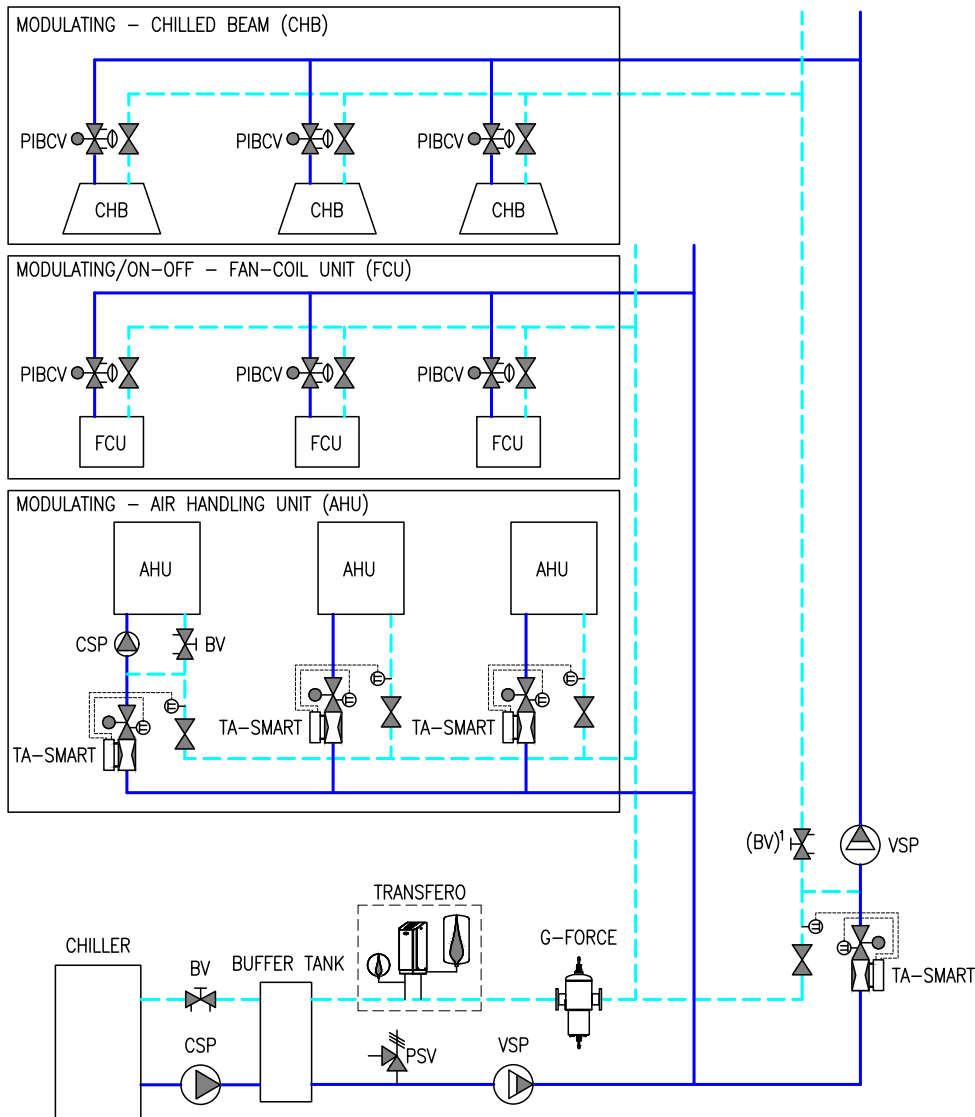 MODULATING – CHILLED BEAM (CHB)
PIBCV PIBCV PIBCV
CHB CHB CHB
MODULATING/ON-OFF – FAN-COIL UNIT (FCU)
PIBCV PIBCV PIBCV
FCU FCU FCU
MODULATING – AIR HANDLING UNIT (AHU)
AHU AHU AHU
CSP BV
TA-SMART TA-SMART TA-SMART
(BV)¹ VSP
TRANSFERO
G-FORCE
CHILLER BV BUFFER TANK
TA-SMART
CSP PSV VSP